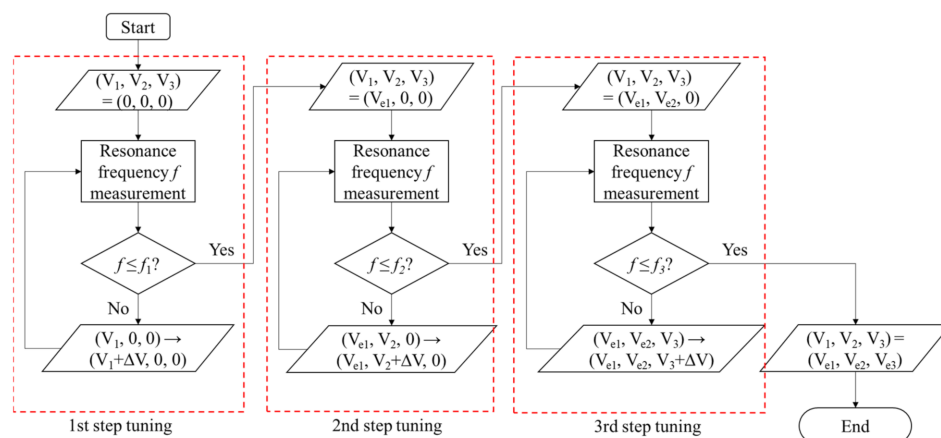 Start
(V₁, V₂, V₃)
= (0, 0, 0)
Resonance
frequency f
measurement
f ≤ f₁?
Yes
No
(V₁, 0, 0) →
(V₁+ΔV, 0, 0)
1st step tuning
(V₁, V₂, V₃)
= (Vₑ₁, 0, 0)
Resonance
frequency f
measurement
f ≤ f₂?
Yes
No
(Vₑ₁, V₂, 0) →
(Vₑ₁, V₂+ΔV, 0)
2nd step tuning
(V₁, V₂, V₃)
= (Vₑ₁, Vₑ₂, 0)
Resonance
frequency f
measurement
f ≤ f₃?
Yes
No
(Vₑ₁, Vₑ₂, V₃) →
(Vₑ₁, Vₑ₂, V₃+ΔV)
3rd step tuning
(V₁, V₂, V₃) =
(Vₑ₁, Vₑ₂, Vₑ₃)
End